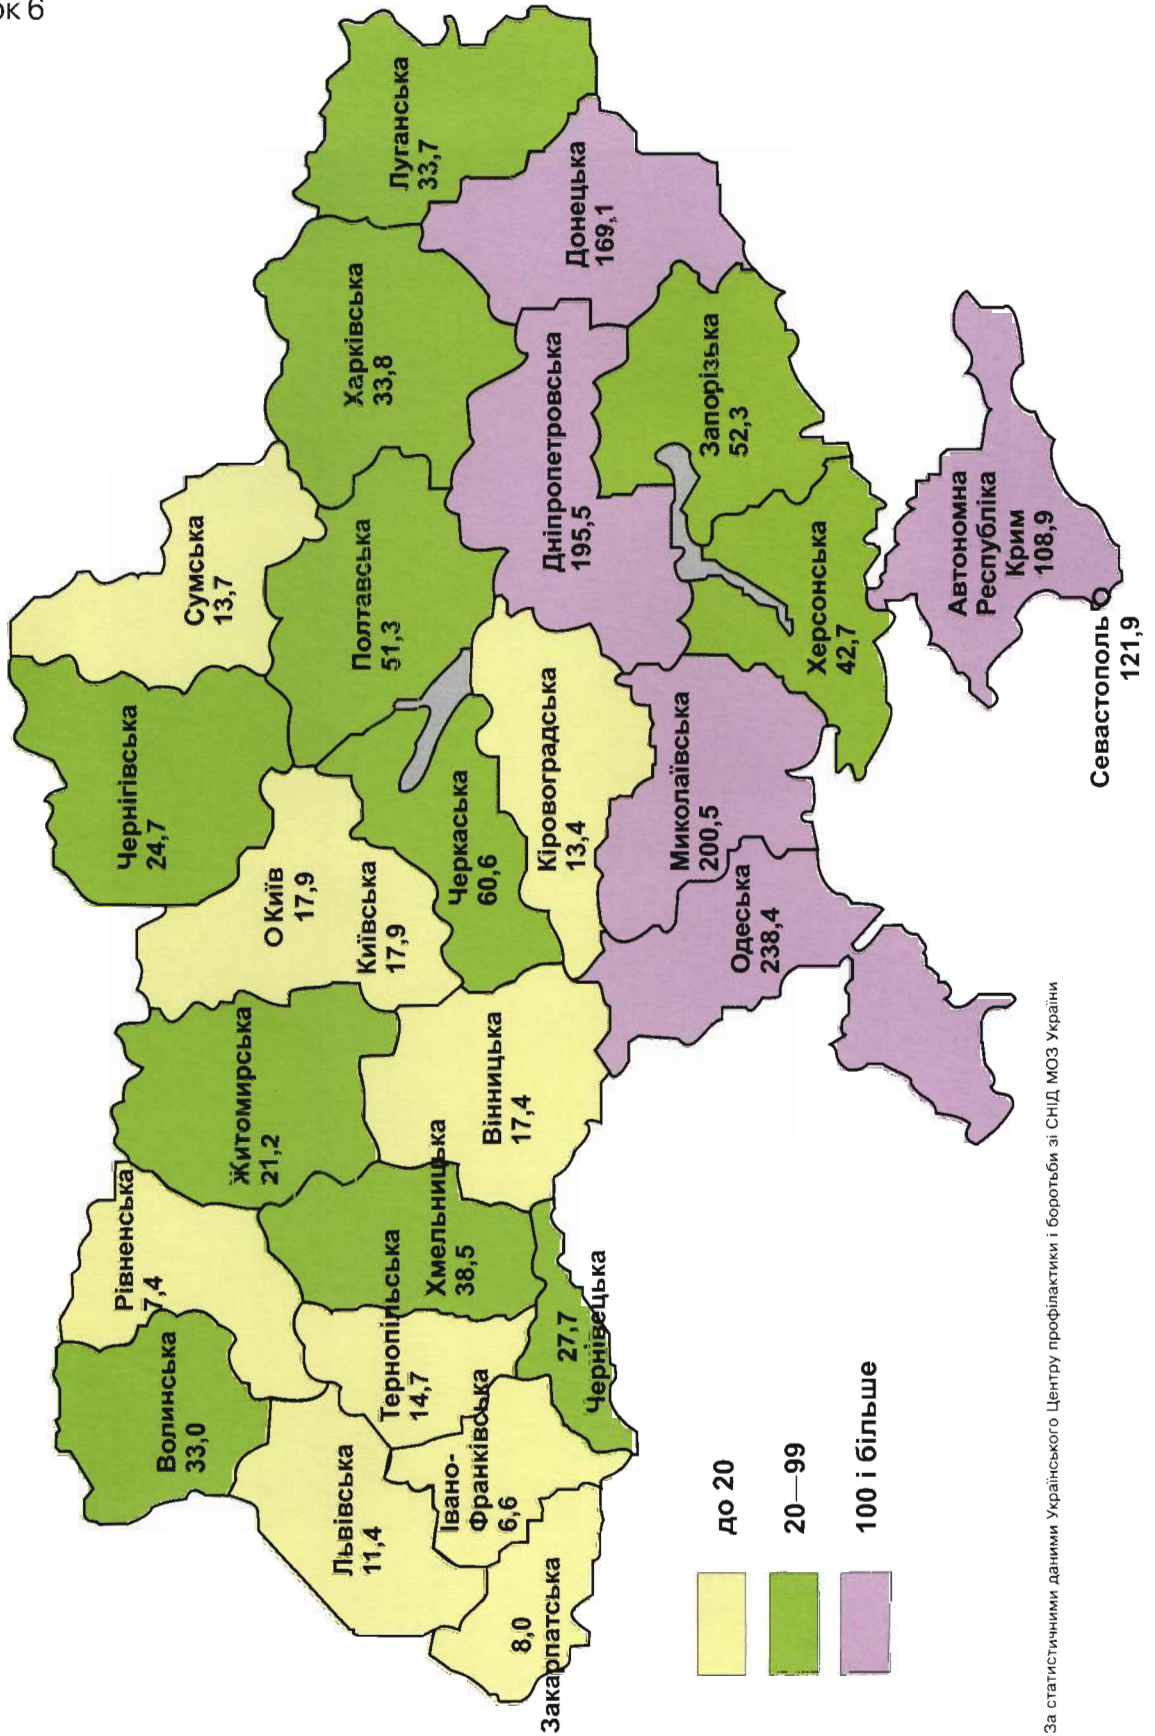 ок 6
Волинська
33,0
Рівненська
7,4
Житомирська
21,2
Чернігівська
24,7
Сумська
13,7
Львівська
11,4
Тернопільська
14,7
Хмельницька
38,5
Київ
17,9
Київська
17,9
Полтавська
51,3
Харківська
33,8
Луганська
33,7
Закарпатська
8,0
Івано-
Франківська
6,6
27,7
Чернівецька
Вінницька
17,4
Черкаська
60,6
Кіровоградська
13,4
Дніпропетровська
195,5
Донецька
169,1
Одеська
238,4
Миколаївська
200,5
Херсонська
42,7
Запорізька
52,3
Автономна
Республіка
Крим
108,9
Севастополь
121,9
до 20
20—99
100 і більше
За статистичними даними Українського Центру профілактики і боротьби зі СНІД МОЗ України